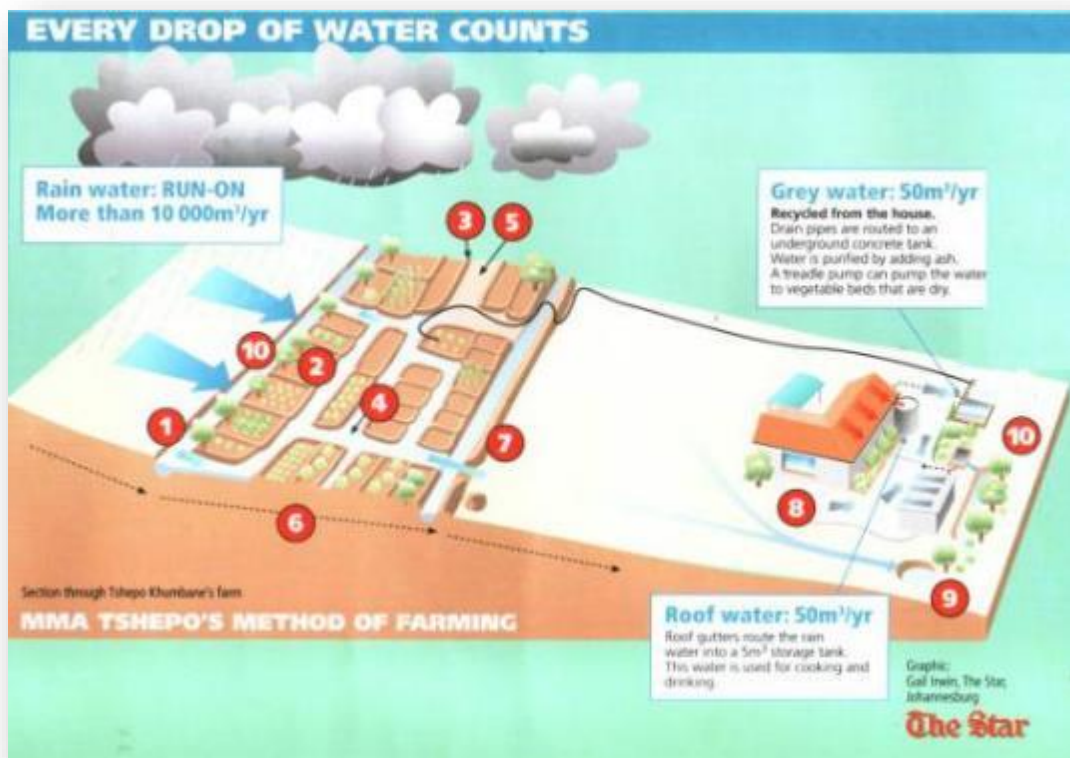 EVERY DROP OF WATER COUNTS
Rain water: RUN-ON
More than 10 000m³/yr
Grey water: 50m³/yr
Recycled from the house.
Drain pipes are routed to an
underground concrete tank.
Water is purified by adding ash.
A treadle pump can pump the water
to vegetable beds that are dry.
3
5
10
2
4
1
7
10
6
8
9
Section through Tshepo Khumbane's farm
MMA TSHEPO'S METHOD OF FARMING
Roof water: 50m³/yr
Roof gutters route the rain
water into a 5m³ storage tank.
This water is used for cooking and
drinking.
Graphic:
Gail Irwin, The Star,
Johannesburg
The Star